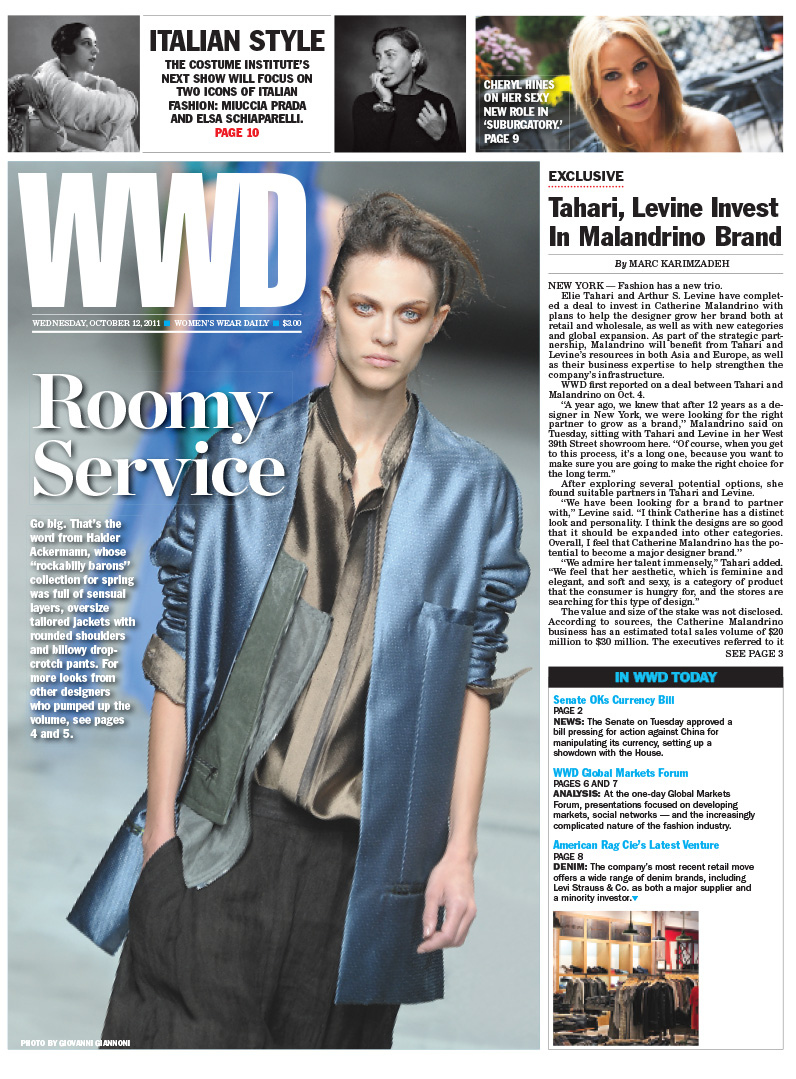 ITALIAN STYLE
THE COSTUME INSTITUTE'S
NEXT SHOW WILL FOCUS ON
TWO ICONS OF ITALIAN
FASHION: MIUCCIA PRADA
AND ELSA SCHIAPARELLI.
PAGE 10
CHERYL HINES
ON HER SEXY
NEW ROLE IN
‘SUBURGATORY.’
PAGE 9
WWD
WEDNESDAY, OCTOBER 12, 2011 ■ WOMEN'S WEAR DAILY ■ $3.00
Roomy
Service
Go big. That's the
word from Haider
Ackermann, whose
“rockabilly barons”
collection for spring
was full of sensual
layers, oversize
tailored jackets with
rounded shoulders
and billowy drop-
crotch pants. For
more looks from
other designers
who pumped up the
volume, see pages
4 and 5.
PHOTO BY GIOVANNI GIANNONI
EXCLUSIVE
Tahari, Levine Invest
In Malandrino Brand
By MARC KARIMZADEH
NEW YORK — Fashion has a new trio.
Elie Tahari and Arthur S. Levine have complet-
ed a deal to invest in Catherine Malandrino with
plans to help the designer grow her brand both at
retail and wholesale, as well as with new categories
and global expansion. As part of the strategic part-
nership, Malandrino will benefit from Tahari and
Levine's resources in both Asia and Europe, as well
as their business expertise to help strengthen the
company's infrastructure.
WWD first reported on a deal between Tahari and
Malandrino on Oct. 4.
“A year ago, we knew that after 12 years as a de-
signer in New York, we were looking for the right
partner to grow as a brand,” Malandrino said on
Tuesday, sitting with Tahari and Levine in her West
39th Street showroom here. “Of course, when you get
to this process, it's a long one, because you want to
make sure you are going to make the right choice for
the long term.”
After exploring several potential options, she
found suitable partners in Tahari and Levine.
“We have been looking for a brand to partner
with,” Levine said. “I think Catherine has a distinct
look and personality. I think the designs are so good
that it should be expanded into other categories.
Overall, I feel that Catherine Malandrino has the po-
tential to become a major designer brand.”
“We admire her talent immensely,” Tahari added.
“We feel that her aesthetic, which is feminine and
elegant, and soft and sexy, is a category of product
that the consumer is hungry for, and the stores are
searching for this type of design.”
The value and size of the stake was not disclosed.
According to sources, the Catherine Malandrino
business has an estimated total sales volume of $20
million to $30 million. The executives referred to it
SEE PAGE 3
IN WWD TODAY
Senate OKs Currency Bill
PAGE 2
NEWS: The Senate on Tuesday approved a
bill pressing for action against China for
manipulating its currency, setting up a
showdown with the House.
WWD Global Markets Forum
PAGES 6 AND 7
ANALYSIS: At the one-day Global Markets
Forum, presentations focused on developing
markets, social networks — and the increasingly
complicated nature of the fashion industry.
American Rag Cie's Latest Venture
PAGE 8
DENIM: The company's most recent retail move
offers a wide range of denim brands, including
Levi Strauss & Co. as both a major supplier and
a minority investor.▼